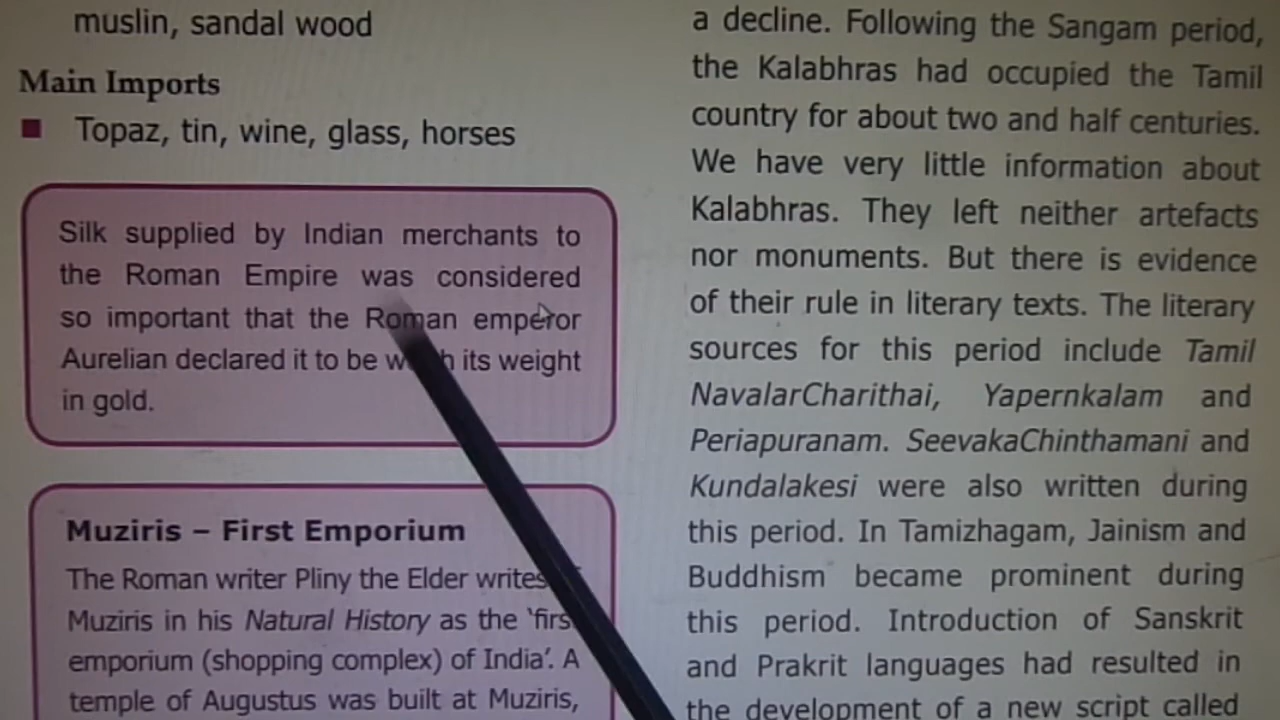 muslin, sandal wood
Main Imports
Topaz, tin, wine, glass, horses
Silk supplied by Indian merchants to
the Roman Empire was considered
so important that the Roman emperor
Aurelian declared it to be its weight
in gold.
Muziris – First Emporium
The Roman writer Pliny the Elder writes
Muziris in his Natural History as the
emporium (shopping complex) of India’. A
temple of Augustus was built at Muziris,
a decline. Following the Sangam period,
the Kalabhras had occupied the Tamil
country for about two and half centuries.
We have very little information about
Kalabhras. They left neither artefacts
nor monuments. But there is evidence
of their rule in literary texts. The literary
sources for this period include Tamil
NavalarCharithai, Yapernkalam and
Periapuranam. SeevakaChinthamani and
Kundalakesi were also written during
this period. In Tamizhagam, Jainism and
Buddhism became prominent during
this period. Introduction of Sanskrit
and Prakrit languages had resulted in
the development of a new script called